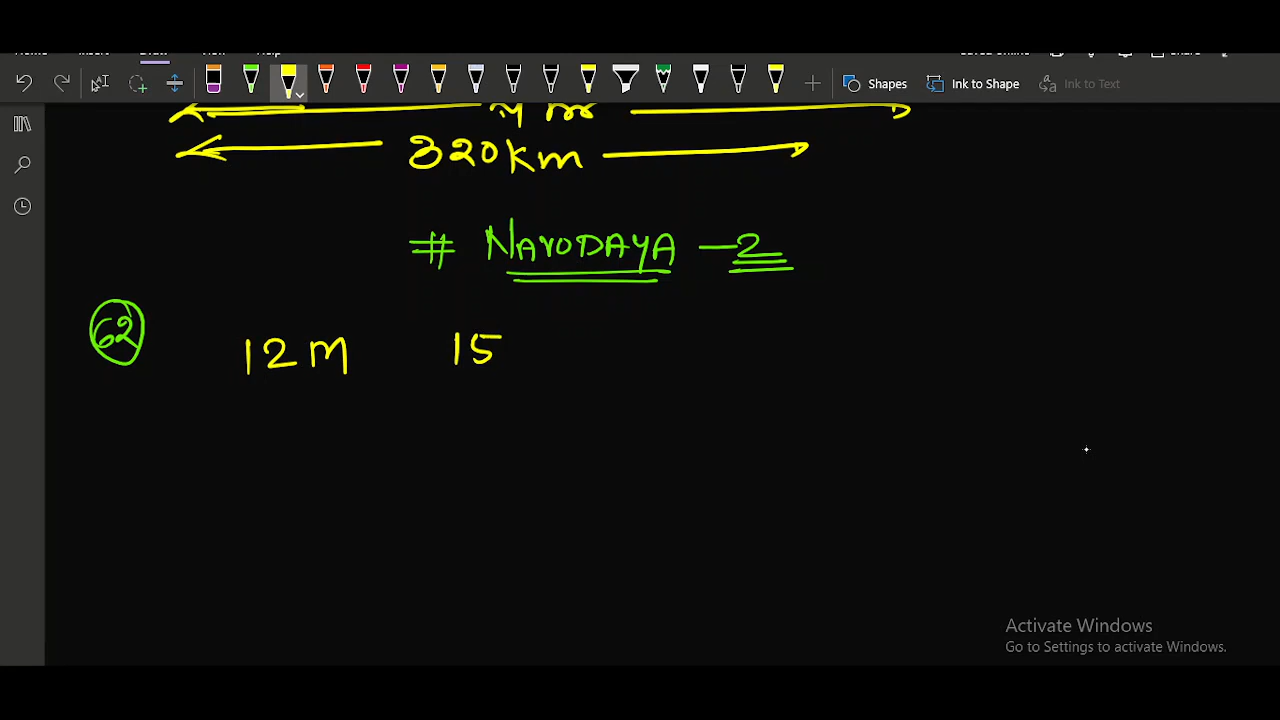 Shapes Ink to Shape Ink to Text
320km
# NAVODAYA - 2
62 12 M 15
Activate Windows
Go to Settings to activate Windows.